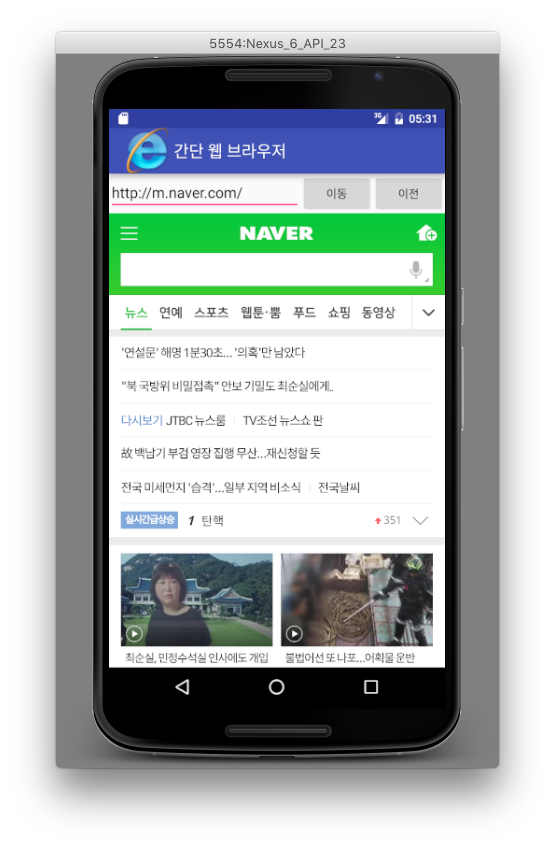 5554:Nexus_6_API_23
3G 05:31
간단 웹 브라우저
http://m.naver.com/ 이동 이전
NAVER
뉴스 연예 스포츠 웹툰·뿜 푸드 쇼핑 동영상
'연설문' 해명 1분30초... '의혹'만 남았다
"북 국방위 비밀접촉" 안보 기밀도 최순실에게..
다시보기 JTBC 뉴스룸 TV조선 뉴스쇼 판
故 백남기 부검 영장 집행 무산...재신청할 듯
전국 미세먼지 '습격'...일부 지역 비소식 전국날씨
실시간급상승 1 탄핵 351
최순실, 민정수석실 인사에도 개입 불법어선 또 나포...어획물 운반